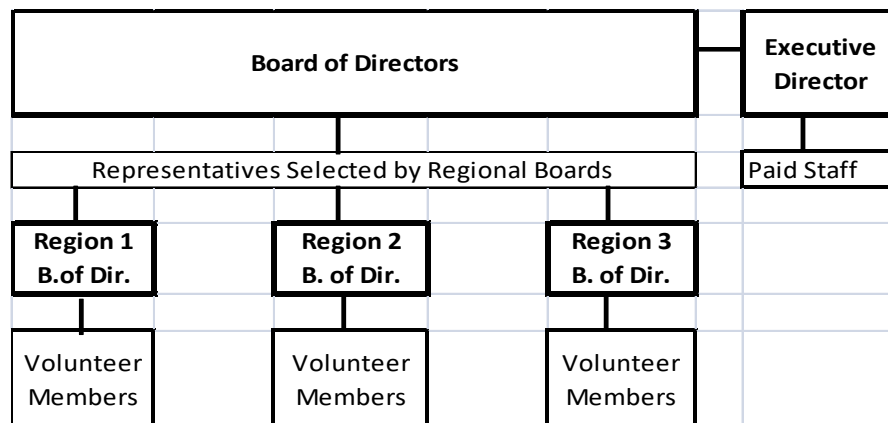 Board of Directors
Executive
Director
Representatives Selected by Regional Boards
Paid Staff
Region 1
B.of Dir.
Region 2
B. of Dir.
Region 3
B. of Dir.
Volunteer
Members
Volunteer
Members
Volunteer
Members